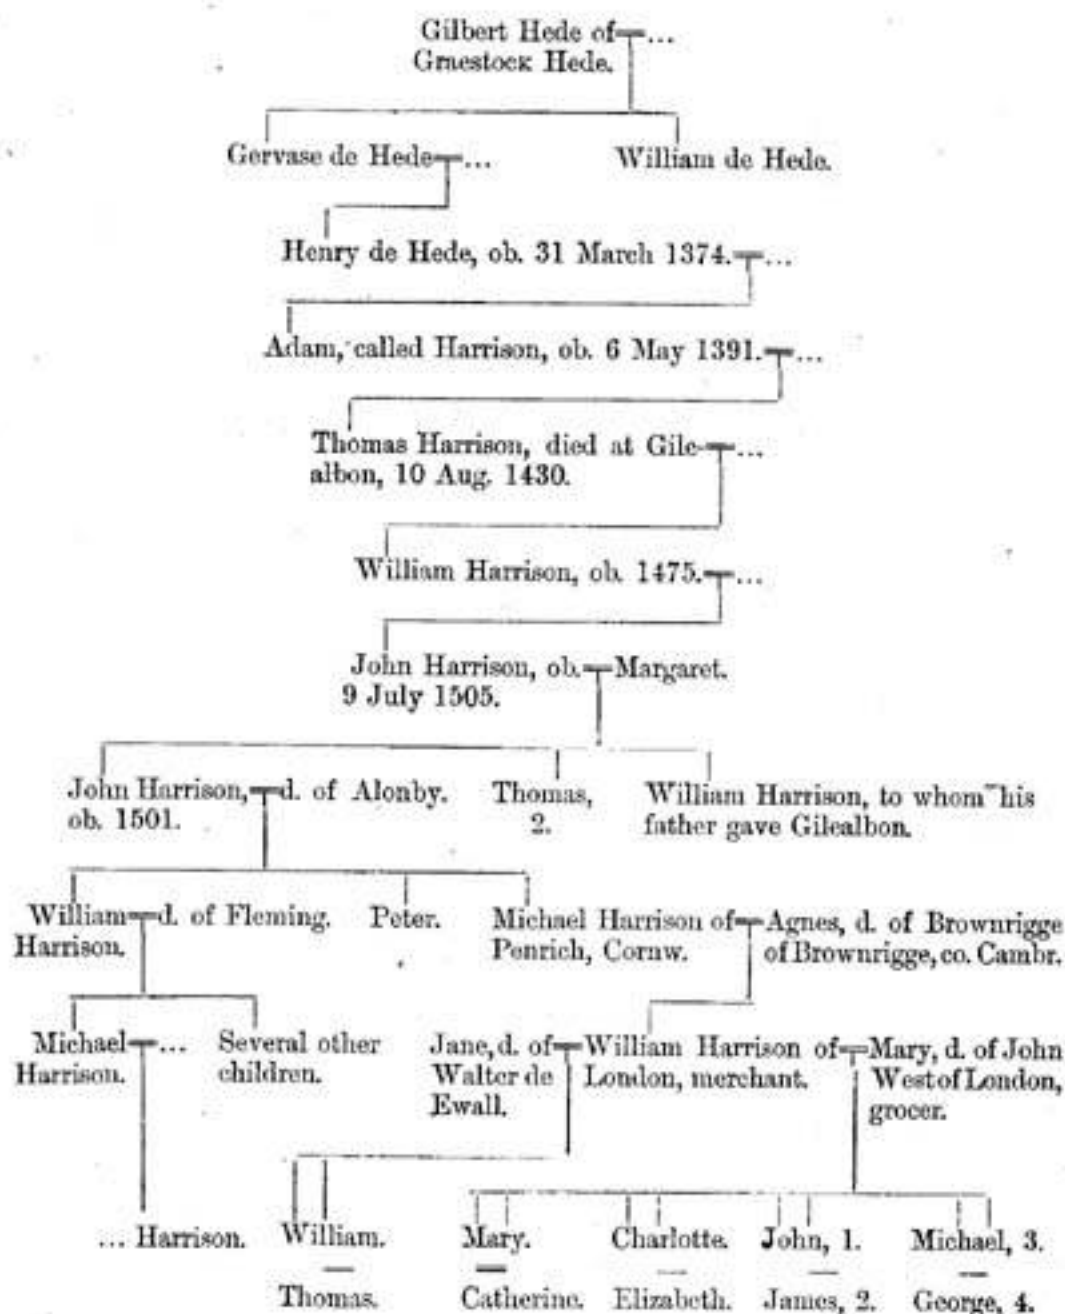 Gilbert Hede of ...
Graestock Hede.
Gervase de Hede ...
William de Hede.
Henry de Hede, ob. 31 March 1374. ...
Adam, called Harrison, ob. 6 May 1391. ...
Thomas Harrison, died at Gile- ...
albon, 10 Aug. 1430.
William Harrison, ob. 1475. ...
John Harrison, ob. Margaret.
9 July 1505.
John Harrison, d. of Alonby.
ob. 1501.
Thomas,
2.
William Harrison, to whom his
father gave Gilealbon.
William d. of Fleming.
Harrison.
Peter.
Michael Harrison of
Penrich, Cornw.
Agnes, d. of Brownrigge
of Brownrigge, co. Cambr.
Michael ...
Harrison.
Several other
children.
Jane, d. of
Walter de
Ewall.
William Harrison of
London, merchant.
Mary, d. of John
West of London,
grocer.
... Harrison.
William.
Mary.
Charlotte.
John, 1.
Michael, 3.
Thomas.
Catherine.
Elizabeth.
James, 2.
George, 4.